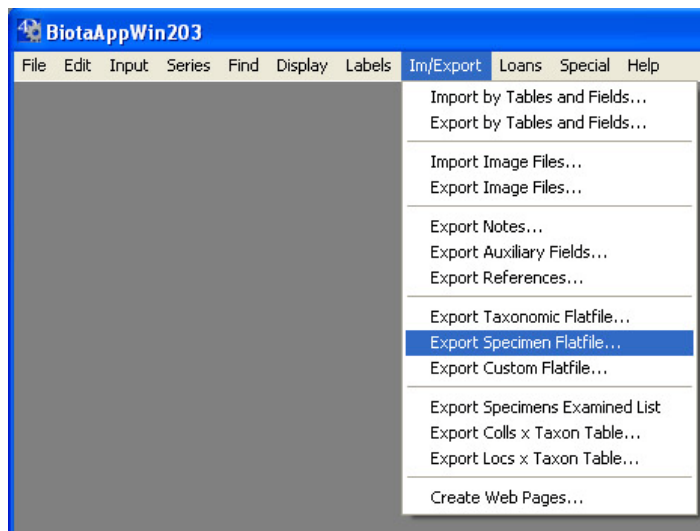 BiotaAppWin203
File Edit Input Series Find Display Labels Im/Export Loans Special Help
Import by Tables and Fields...
Export by Tables and Fields...
Import Image Files...
Export Image Files...
Export Notes...
Export Auxiliary Fields...
Export References...
Export Taxonomic Flatfile...
Export Specimen Flatfile...
Export Custom Flatfile...
Export Specimens Examined List
Export Colls x Taxon Table...
Export Locs x Taxon Table...
Create Web Pages...